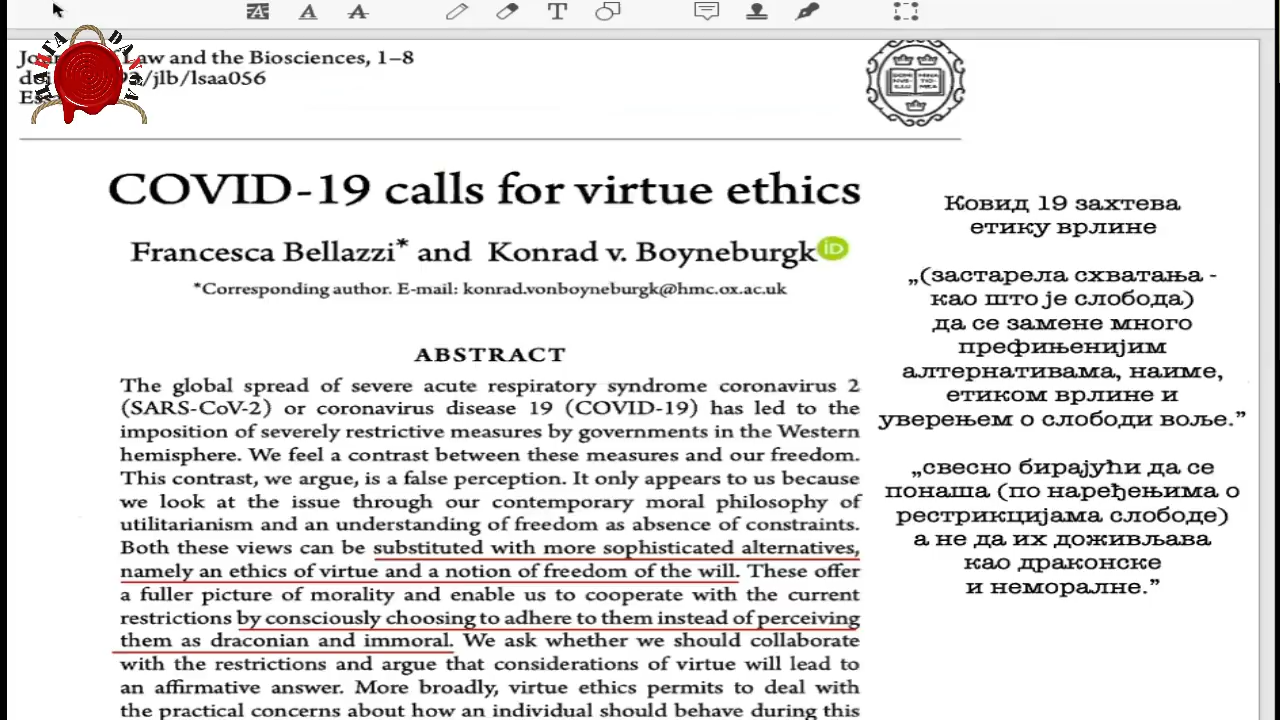 Law and the Biosciences, 1–8
/jlb/lsaa056
COVID-19 calls for virtue ethics
Francesca Bellazzi* and Konrad v. Boyneburgk iD
*Corresponding author. E-mail: konrad.vonboyneburgk@hmc.ox.ac.uk
ABSTRACT
The global spread of severe acute respiratory syndrome coronavirus 2
(SARS-CoV-2) or coronavirus disease 19 (COVID-19) has led to the
imposition of severely restrictive measures by governments in the Western
hemisphere. We feel a contrast between these measures and our freedom.
This contrast, we argue, is a false perception. It only appears to us because
we look at the issue through our contemporary moral philosophy of
utilitarianism and an understanding of freedom as absence of constraints.
Both these views can be substituted with more sophisticated alternatives,
namely an ethics of virtue and a notion of freedom of the will. These offer
a fuller picture of morality and enable us to cooperate with the current
restrictions by consciously choosing to adhere to them instead of perceiving
them as draconian and immoral. We ask whether we should collaborate
with the restrictions and argue that considerations of virtue will lead to
an affirmative answer. More broadly, virtue ethics permits to deal with
the practical concerns about how an individual should behave during this
Ковид 19 захтева
етику врлине
„(застарела схватања -
као што је слобода)
да се замене много
префињенијим
алтернативама, наиме,
етиком врлине и
уверењем о слободи воље.”
„свесно бирајући да се
понаша (по наређењима о
рестрикцијама слободе)
а не да их доживљава
као драконске
и неморалне.”